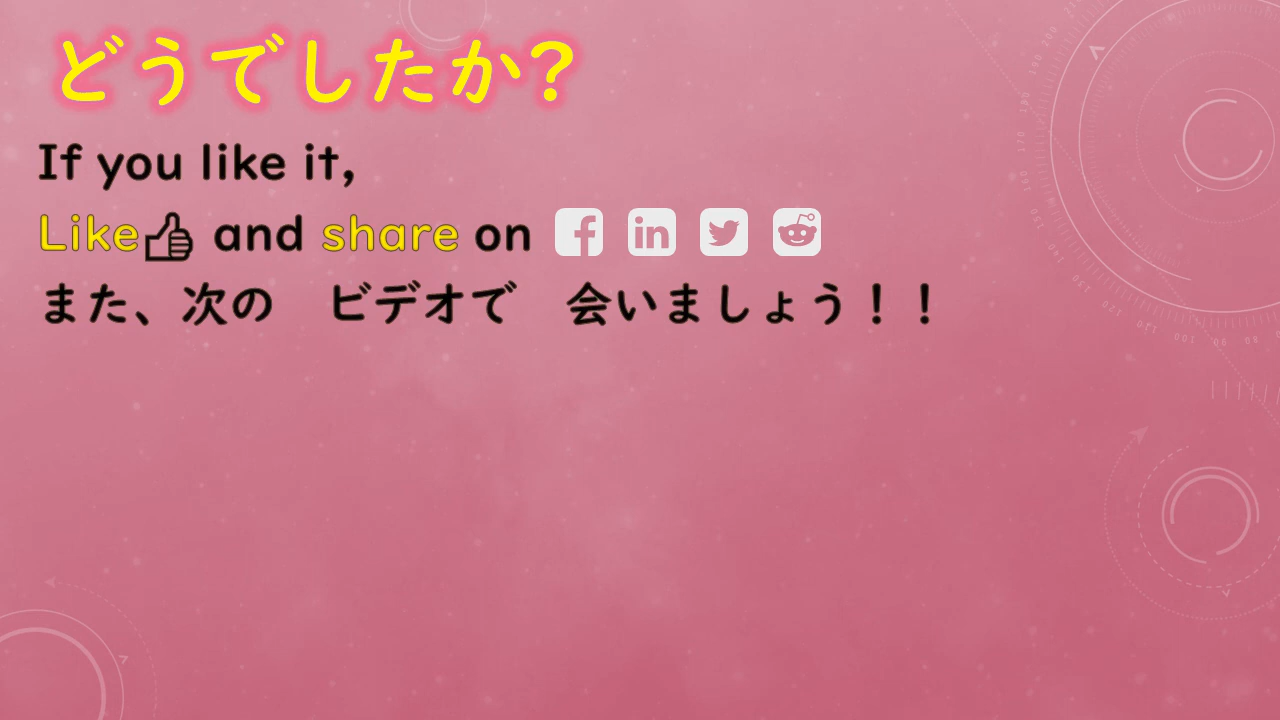 どうでしたか?
If you like it,
Like and share on
また、次の　ビデオで　会いましょう！！